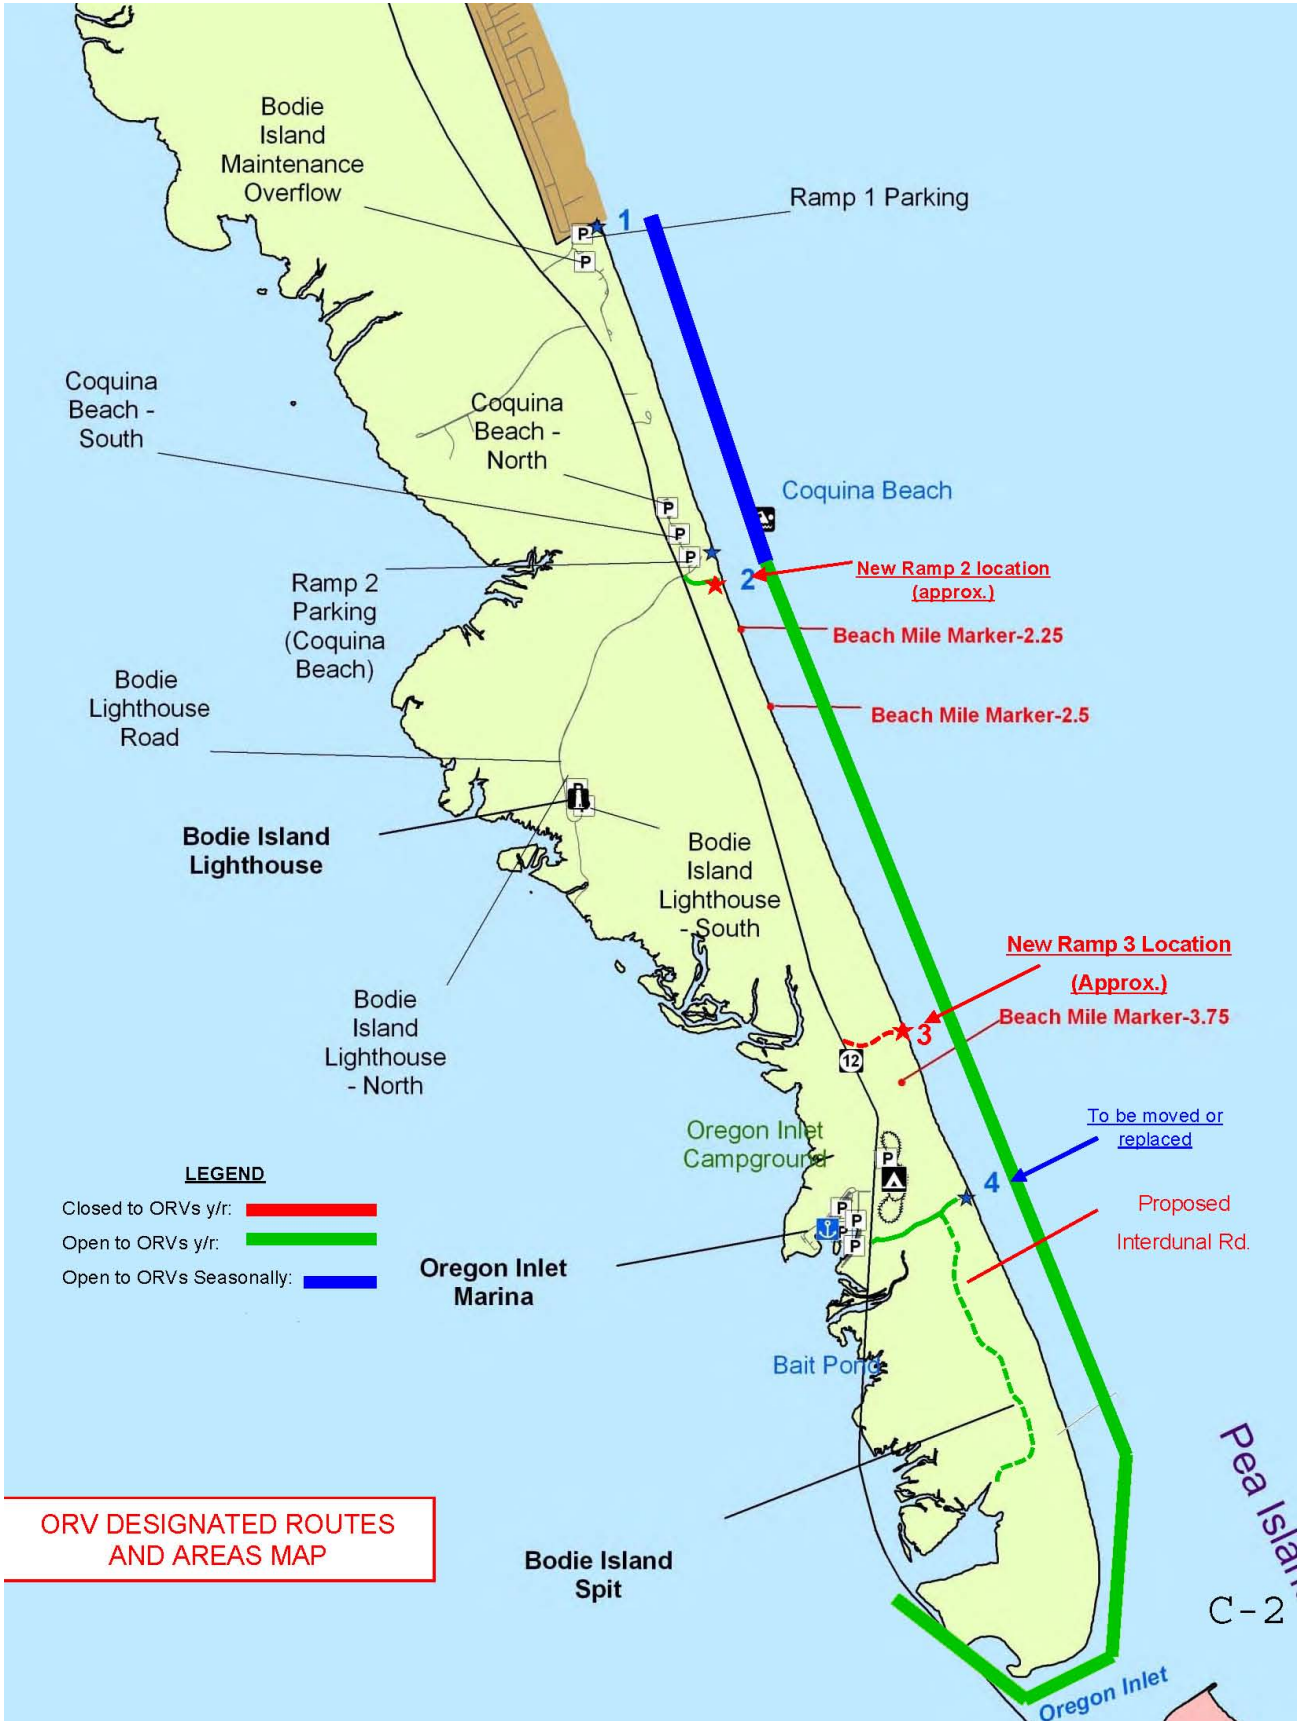 Bodie
Island
Maintenance
Overflow
Ramp 1 Parking
1
P
P
Coquina
Beach -
South
Coquina
Beach -
North
Coquina Beach
P
P
P
Ramp 2
Parking
(Coquina
Beach)
2
New Ramp 2 location
(approx.)
Beach Mile Marker-2.25
Beach Mile Marker-2.5
Bodie
Lighthouse
Road
P
Bodie Island
Lighthouse
Bodie
Island
Lighthouse
- South
Bodie
Island
Lighthouse
- North
New Ramp 3 Location
(Approx.)
3
Beach Mile Marker-3.75
12
Oregon Inlet
Campground
P
To be moved or
replaced
4
P
P
P
P
Proposed
Interdunal Rd.
LEGEND
Closed to ORVs y/r:
Open to ORVs y/r:
Open to ORVs Seasonally:
Oregon Inlet
Marina
Bait Pond
Pea Island
ORV DESIGNATED ROUTES
AND AREAS MAP
Bodie Island
Spit
C-2
Oregon Inlet